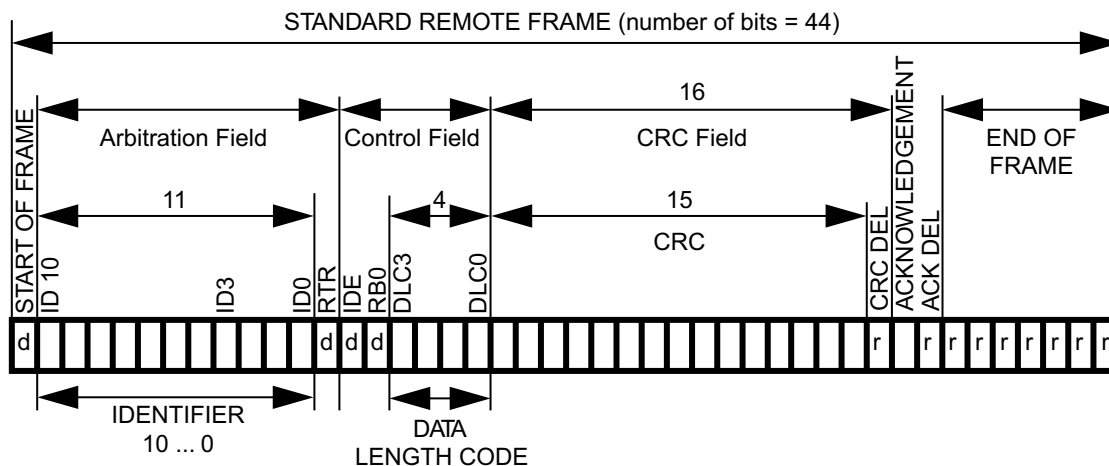 STANDARD REMOTE FRAME (number of bits = 44)
16
Arbitration Field
Control Field
CRC Field
END OF
FRAME
11
4
15
CRC
START OF FRAME
ID 10
ID3
ID0
RTR
IDE
RB0
DLC3
DLC0
CRC DEL
ACKNOWLEDGEMENT
ACK DEL
d d d d r r r r r r r r r
IDENTIFIER
10 ... 0
DATA
LENGTH CODE